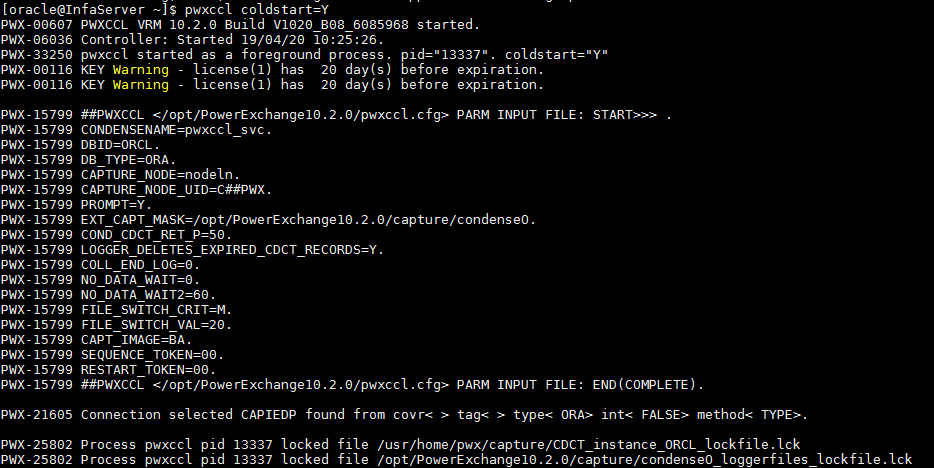 [oracle@InfaServer ~]$ pwxccl coldstart=Y
PWX-00607 PWXCCL VRM 10.2.0 Build V1020_B08_6085968 started.
PWX-06036 Controller: Started 19/04/20 10:25:26.
PWX-33250 pwxccl started as a foreground process. pid="13337". coldstart="Y"
PWX-00116 KEY Warning - license(1) has  20 day(s) before expiration.
PWX-00116 KEY Warning - license(1) has  20 day(s) before expiration.
PWX-15799 ##PWXCCL </opt/PowerExchange10.2.0/pwxccl.cfg> PARM INPUT FILE: START>>> .
PWX-15799 CONDENSENAME=pwxccl_svc.
PWX-15799 DBID=ORCL.
PWX-15799 DB_TYPE=ORA.
PWX-15799 CAPTURE_NODE=nodeln.
PWX-15799 CAPTURE_NODE_UID=C##PWX.
PWX-15799 PROMPT=Y.
PWX-15799 EXT_CAPT_MASK=/opt/PowerExchange10.2.0/capture/condenseO.
PWX-15799 COND_CDCT_RET_P=50.
PWX-15799 LOGGER_DELETES_EXPIRED_CDCT_RECORDS=Y.
PWX-15799 COLL_END_LOG=0.
PWX-15799 NO_DATA_WAIT=0.
PWX-15799 NO_DATA_WAIT2=60.
PWX-15799 FILE_SWITCH_CRIT=M.
PWX-15799 FILE_SWITCH_VAL=20.
PWX-15799 CAPT_IMAGE=BA.
PWX-15799 SEQUENCE_TOKEN=00.
PWX-15799 RESTART_TOKEN=00.
PWX-15799 ##PWXCCL </opt/PowerExchange10.2.0/pwxccl.cfg> PARM INPUT FILE: END(COMPLETE).
PWX-21605 Connection selected CAPIEDP found from covr< > tag< > type< ORA> int< FALSE> method< TYPE>.
PWX-25802 Process pwxccl pid 13337 locked file /usr/home/pwx/capture/CDCT_instance_ORCL_lockfile.lck
PWX-25802 Process pwxccl pid 13337 locked file /opt/PowerExchange10.2.0/capture/condenseO_loggerfiles_lockfile.lck